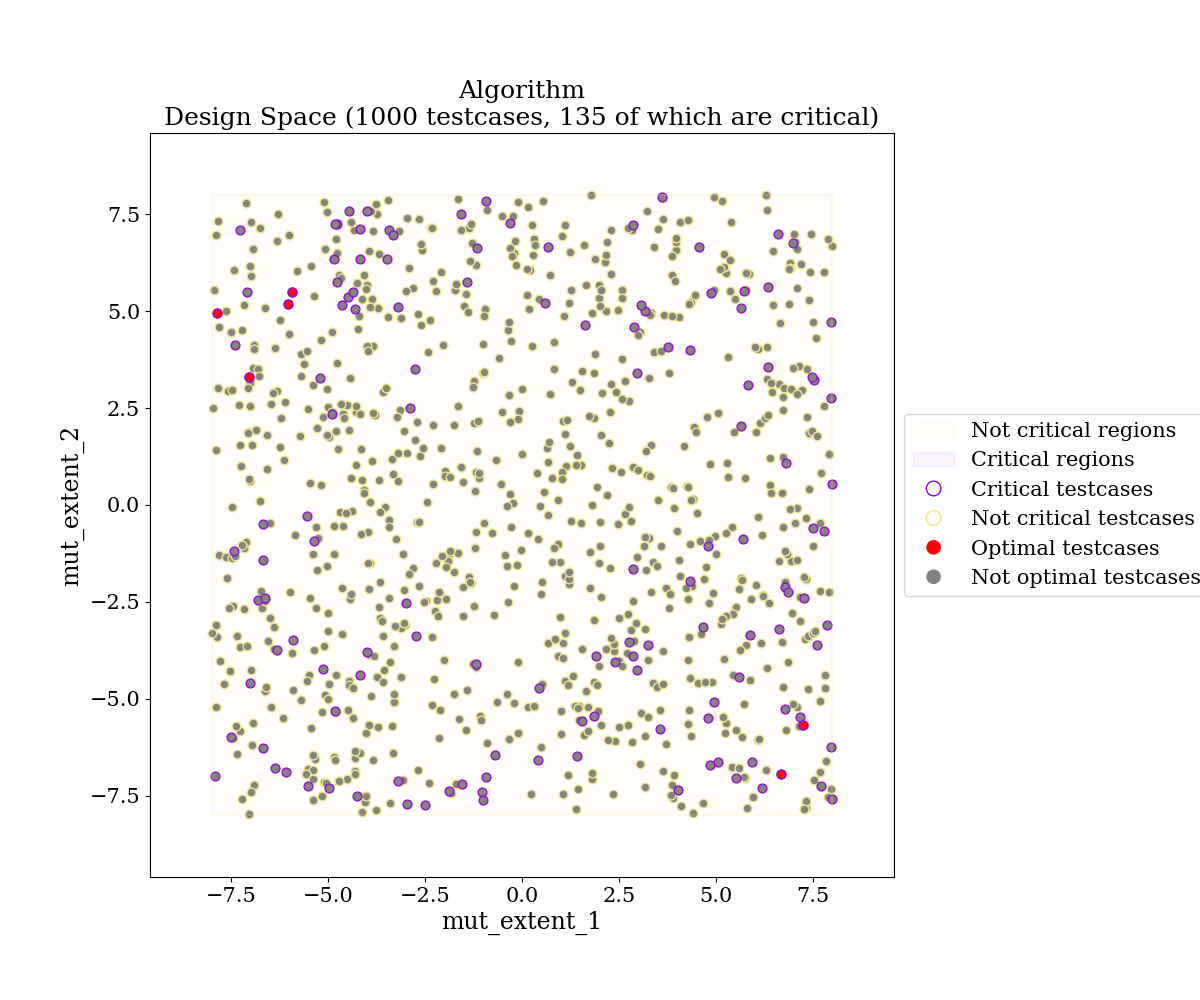 Algorithm
Design Space (1000 testcases, 135 of which are critical)
7.5
5.0
2.5
0.0
−2.5
−5.0
−7.5
mut_extent_2
−7.5 −5.0 −2.5 0.0 2.5 5.0 7.5
mut_extent_1
Not critical regions
Critical regions
Critical testcases
Not critical testcases
Optimal testcases
Not optimal testcases